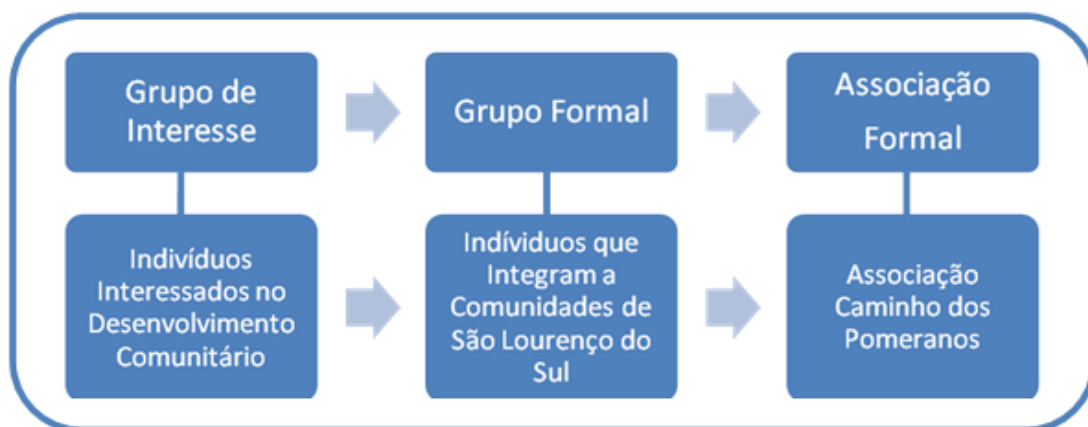 Grupo de
Interesse
Grupo Formal
Associação
Formal
Indivíduos
Interessados no
Desenvolvimento
Comunitário
Indíviduos que
Integram a
Comunidades de
São Lourenço do
Sul
Associação
Caminho dos
Pomeranos